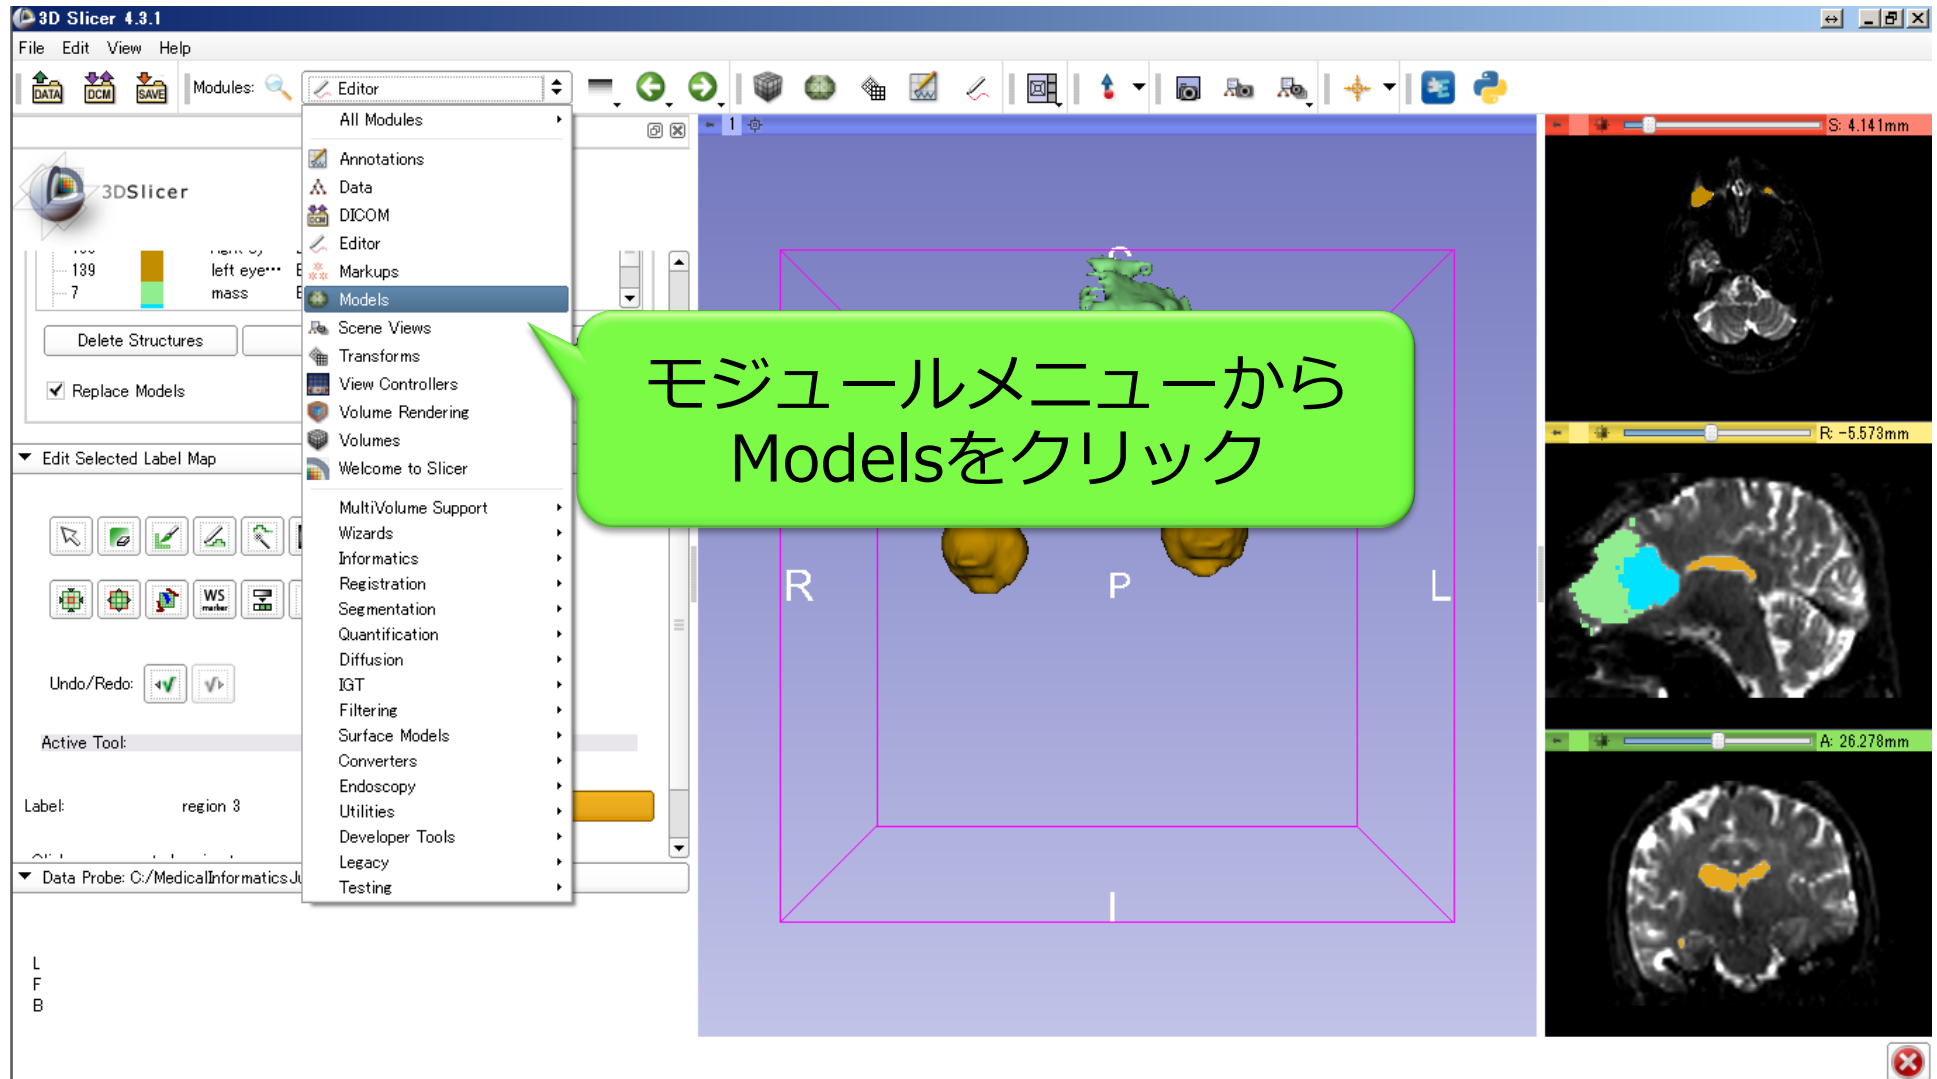 3D Slicer 4.3.1
File Edit View Help
DATA DCM SAVE Modules: Editor
All Modules
Annotations
Data
DICOM
Editor
Markups
Models
Scene Views
Transforms
View Controllers
Volume Rendering
Volumes
Welcome to Slicer
MultiVolume Support
Wizards
Informatics
Registration
Segmentation
Quantification
Diffusion
IGT
Filtering
Surface Models
Converters
Endoscopy
Utilities
Developer Tools
Legacy
Testing
3DSlicer
139 left eye…
7 mass
Delete Structures
Replace Models
Edit Selected Label Map
WS
marker
Undo/Redo:
Active Tool:
Label: region 3
Data Probe: C:/MedicalInformaticsJu
L
F
B
1
モジュールメニューから
Modelsをクリック
R P L
I
S: 4.141mm
R: -5.573mm
A: 26.278mm